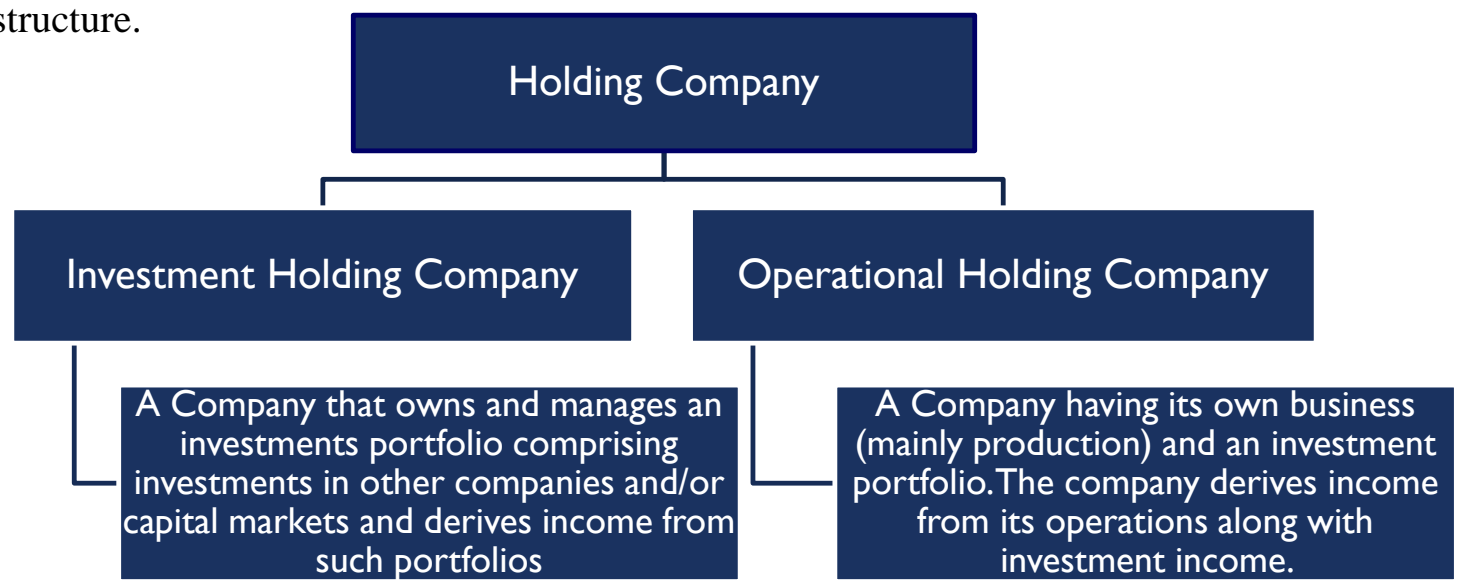 structure.
Holding Company
Investment Holding Company
Operational Holding Company
A Company that owns and manages an
investments portfolio comprising
investments in other companies and/or
capital markets and derives income from
such portfolios
A Company having its own business
(mainly production) and an investment
portfolio. The company derives income
from its operations along with
investment income.